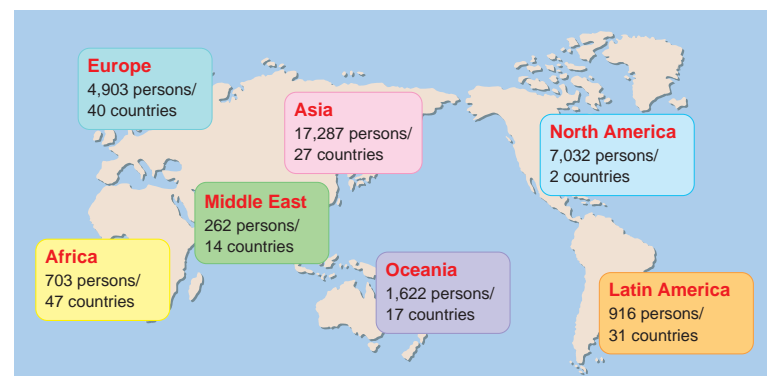 Europe
4,903 persons/
40 countries
Asia
17,287 persons/
27 countries
North America
7,032 persons/
2 countries
Middle East
262 persons/
14 countries
Africa
703 persons/
47 countries
Oceania
1,622 persons/
17 countries
Latin America
916 persons/
31 countries